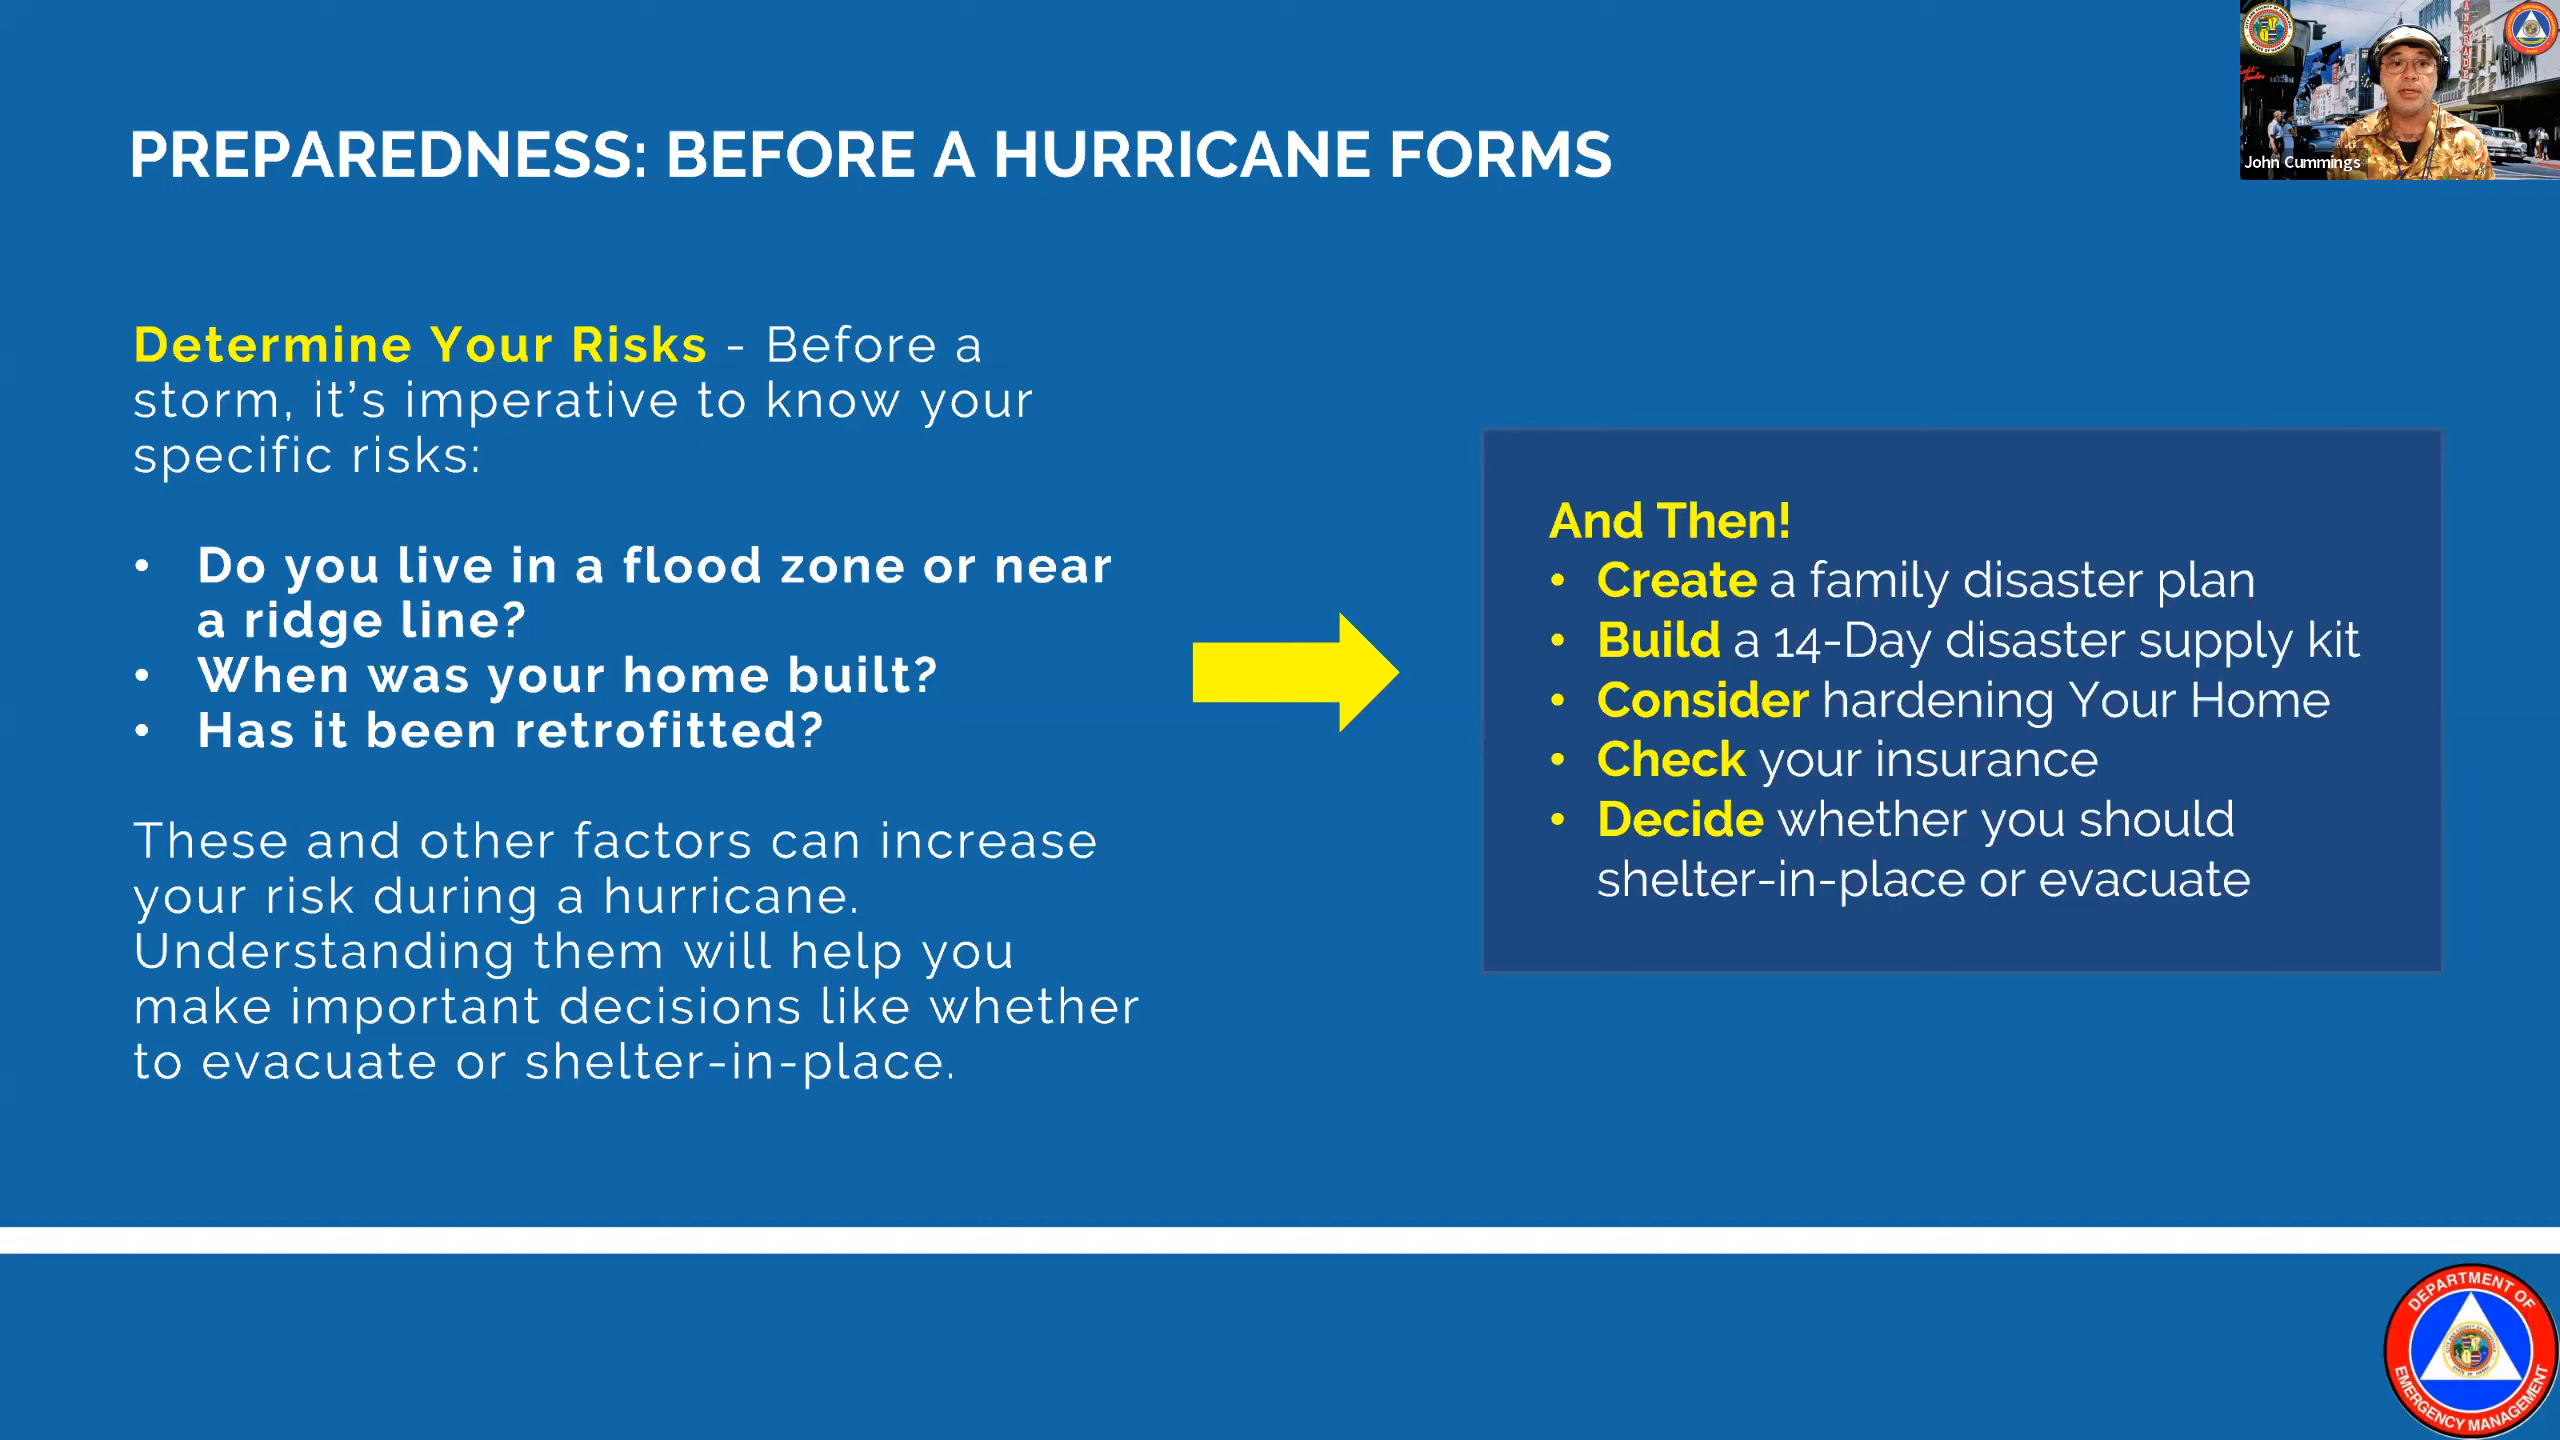 PREPAREDNESS: BEFORE A HURRICANE FORMS
John Cummings
Determine Your Risks - Before a
storm, it’s imperative to know your
specific risks:
• Do you live in a flood zone or near
a ridge line?
• When was your home built?
• Has it been retrofitted?
These and other factors can increase
your risk during a hurricane.
Understanding them will help you
make important decisions like whether
to evacuate or shelter-in-place.
And Then!
• Create a family disaster plan
• Build a 14-Day disaster supply kit
• Consider hardening Your Home
• Check your insurance
• Decide whether you should
shelter-in-place or evacuate
DEPARTMENT OF
EMERGENCY MANAGEMENT